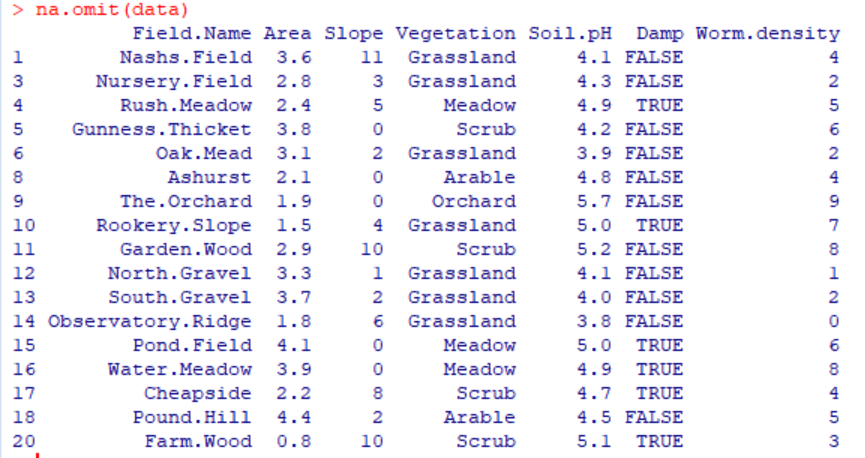 > na.omit(data)
Field.Name Area Slope Vegetation Soil.pH Damp Worm.density
1 Nashs.Field 3.6 11 Grassland 4.1 FALSE 4
3 Nursery.Field 2.8 3 Grassland 4.3 FALSE 2
4 Rush.Meadow 2.4 5 Meadow 4.9 TRUE 5
5 Gunness.Thicket 3.8 0 Scrub 4.2 FALSE 6
6 Oak.Mead 3.1 2 Grassland 3.9 FALSE 2
8 Ashurst 2.1 0 Arable 4.8 FALSE 4
9 The.Orchard 1.9 0 Orchard 5.7 FALSE 9
10 Rookery.Slope 1.5 4 Grassland 5.0 TRUE 7
11 Garden.Wood 2.9 10 Scrub 5.2 FALSE 8
12 North.Gravel 3.3 1 Grassland 4.1 FALSE 1
13 South.Gravel 3.7 2 Grassland 4.0 FALSE 2
14 Observatory.Ridge 1.8 6 Grassland 3.8 FALSE 0
15 Pond.Field 4.1 0 Meadow 5.0 TRUE 6
16 Water.Meadow 3.9 0 Meadow 4.9 TRUE 8
17 Cheapside 2.2 8 Scrub 4.7 TRUE 4
18 Pound.Hill 4.4 2 Arable 4.5 FALSE 5
20 Farm.Wood 0.8 10 Scrub 5.1 TRUE 3